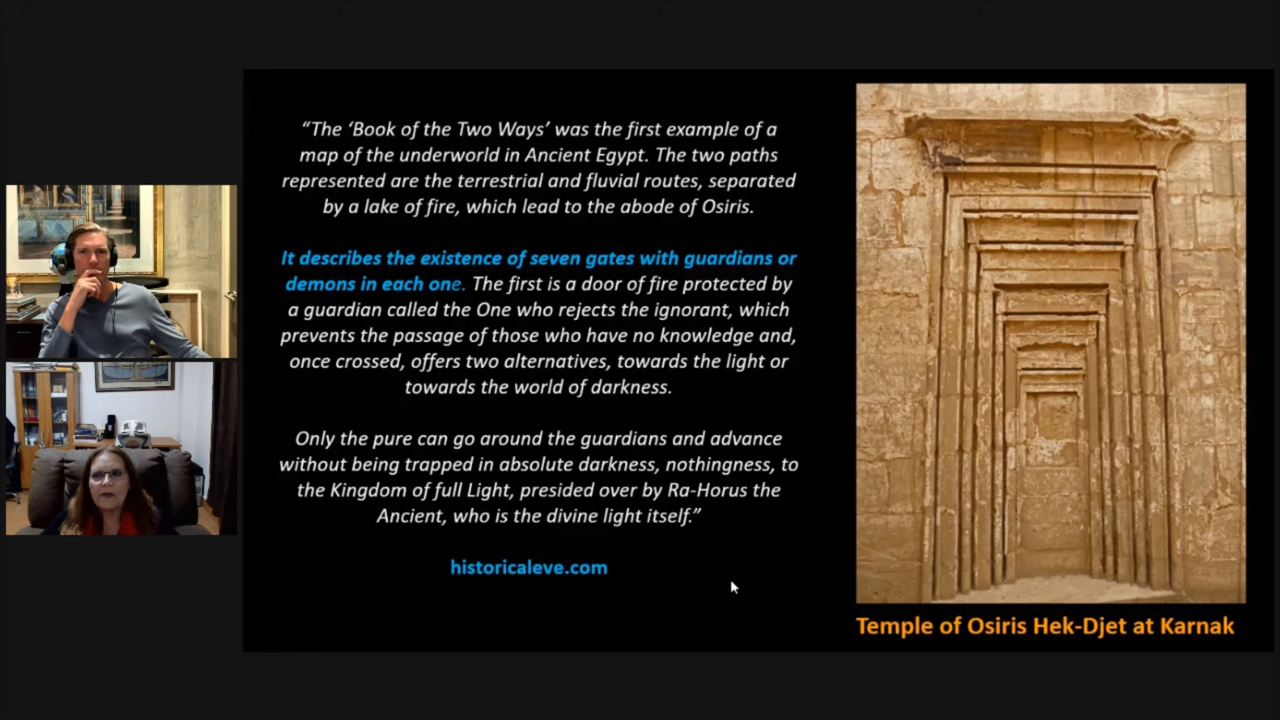 “The ‘Book of the Two Ways’ was the first example of a
map of the underworld in Ancient Egypt. The two paths
represented are the terrestrial and fluvial routes, separated
by a lake of fire, which lead to the abode of Osiris.
It describes the existence of seven gates with guardians or
demons in each one. The first is a door of fire protected by
a guardian called the One who rejects the ignorant, which
prevents the passage of those who have no knowledge and,
once crossed, offers two alternatives, towards the light or
towards the world of darkness.
Only the pure can go around the guardians and advance
without being trapped in absolute darkness, nothingness, to
the Kingdom of full Light, presided over by Ra-Horus the
Ancient, who is the divine light itself.”
historicaleve.com
Temple of Osiris Hek-Djet at Karnak